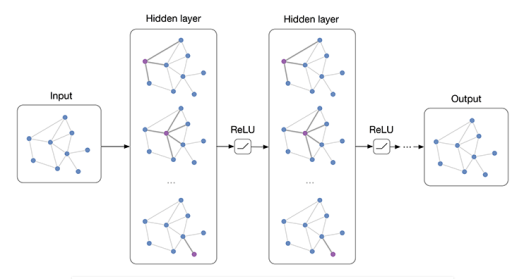 Hidden layer
Hidden layer
Input
ReLU
ReLU
Output
...
...
...